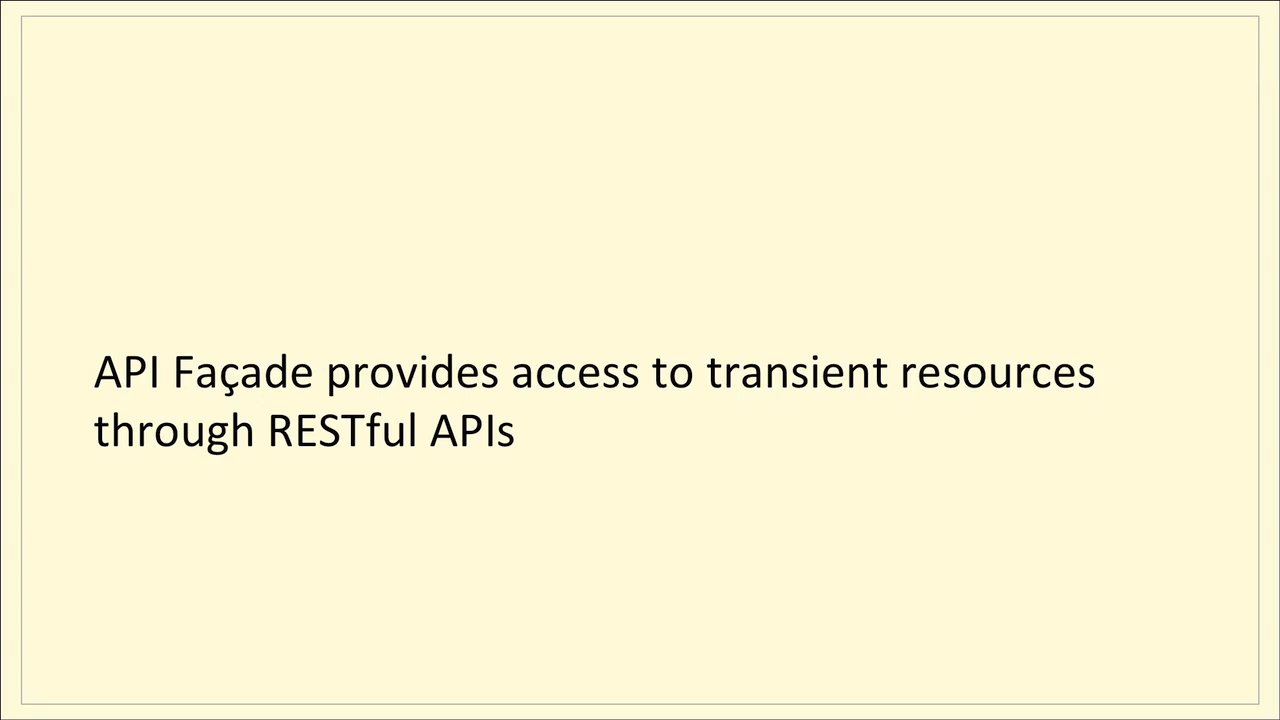 API Façade provides access to transient resources
through RESTful APIs